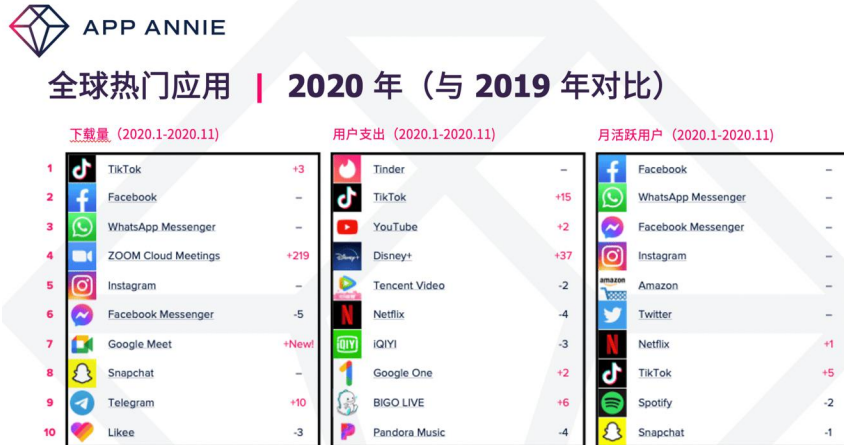 APP ANNIE
全球热门应用 | 2020 年（与 2019 年对比）
下载量（2020.1-2020.11)
1 TikTok +3
2 Facebook –
3 WhatsApp Messenger –
4 ZOOM Cloud Meetings +219
5 Instagram –
6 Facebook Messenger -5
7 Google Meet +New!
8 Snapchat –
9 Telegram +10
10 Likee -3
用户支出（2020.1-2020.11)
Tinder –
TikTok +15
YouTube +2
Disney+ Disney+ +37
Tencent Video -2
N Netflix -4
QIY iQIYI -3
1 Google One +2
BIGO LIVE +6
P Pandora Music -4
月活跃用户（2020.1-2020.11)
f Facebook –
WhatsApp Messenger –
Facebook Messenger –
Instagram –
amazon Amazon –
Twitter –
N Netflix +1
TikTok +5
Spotify -2
Snapchat -1